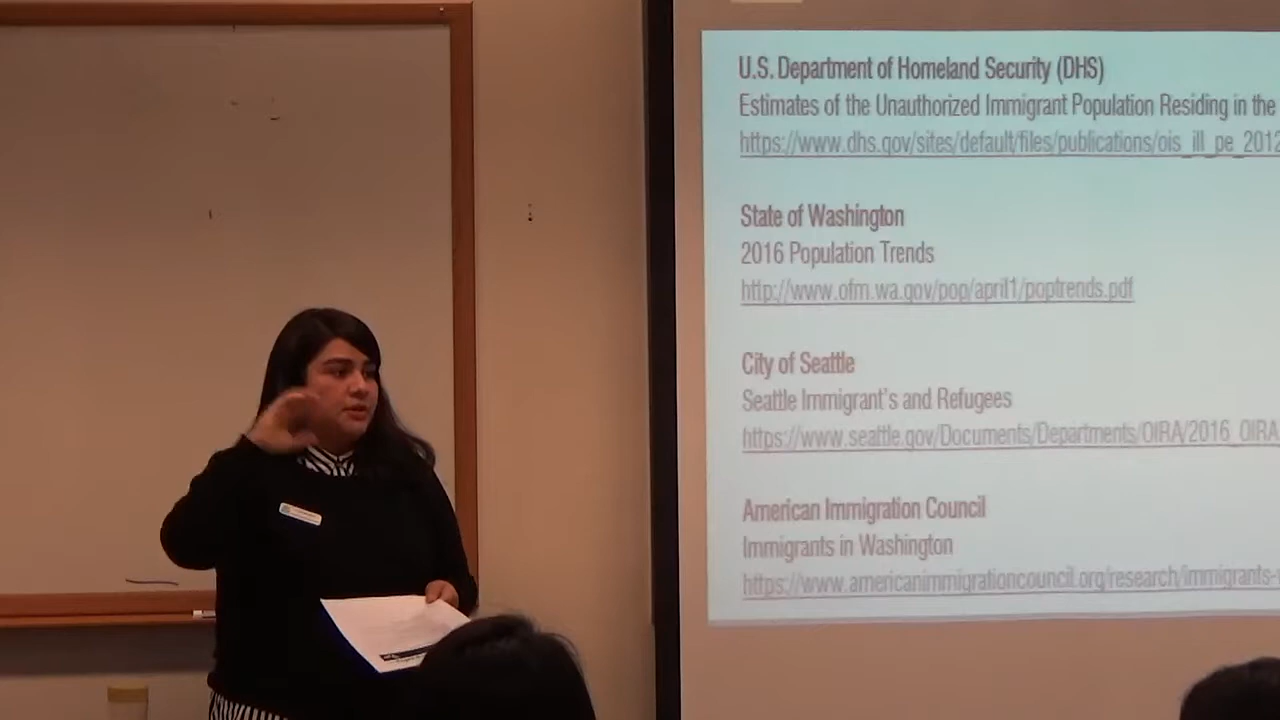 U.S. Department of Homeland Security (DHS)
Estimates of the Unauthorized Immigrant Population Residing in the
https://www.dhs.gov/sites/default/files/publications/ois_ill_pe_2012
State of Washington
2016 Population Trends
http://www.ofm.wa.gov/pop/april1/poptrends.pdf
City of Seattle
Seattle Immigrant's and Refugees
https://www.seattle.gov/Documents/Departments/OIRA/2016_OIRA
American Immigration Council
Immigrants in Washington
https://www.americanimmigrationcouncil.org/research/immigrants-